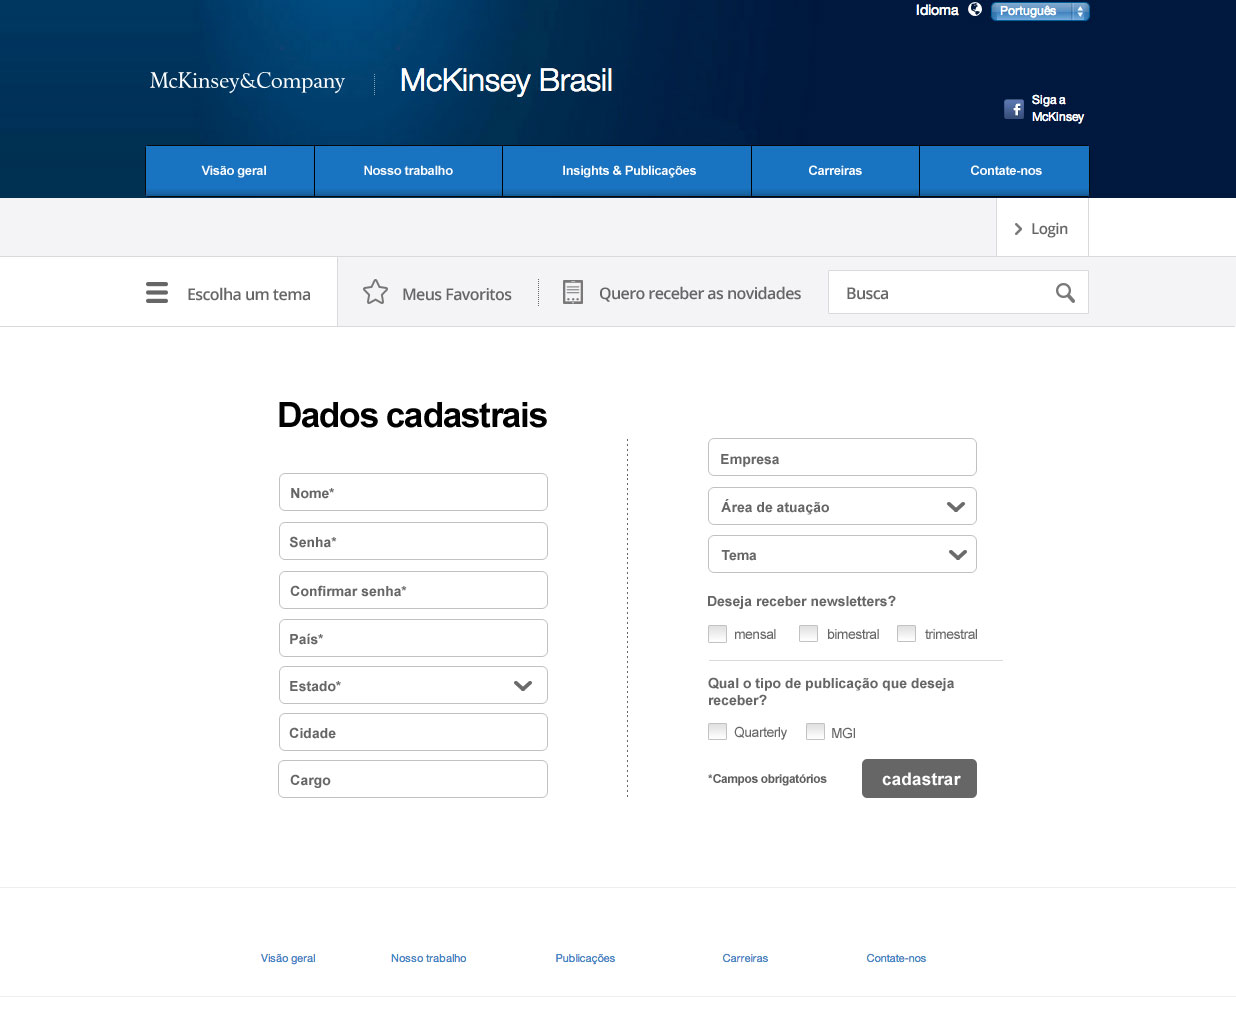 Idioma Português
McKinsey&Company
McKinsey Brasil
Siga a
McKinsey
Visão geral
Nosso trabalho
Insights & Publicações
Carreiras
Contate-nos
Login
Escolha um tema
Meus Favoritos
Quero receber as novidades
Busca
Dados cadastrais
Nome*
Senha*
Confirmar senha*
País*
Estado*
Cidade
Cargo
Empresa
Área de atuação
Tema
Deseja receber newsletters?
mensal bimestral trimestral
Qual o tipo de publicação que deseja
receber?
Quarterly MGI
*Campos obrigatórios
cadastrar
Visão geral
Nosso trabalho
Publicações
Carreiras
Contate-nos